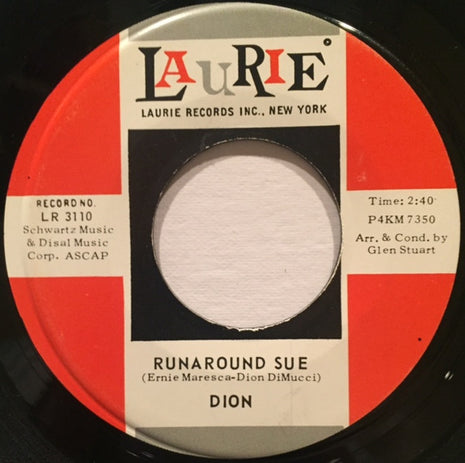 LAURIE®
LAURIE RECORDS INC., NEW YORK
RECORD NO.
LR 3110
Schwartz Music
& Disal Music
Corp. ASCAP
Time: 2:40
P4KM 7350
Arr. & Cond. by
Glen Stuart
RUNAROUND SUE
(Ernie Maresca-Dion DiMucci)
DION